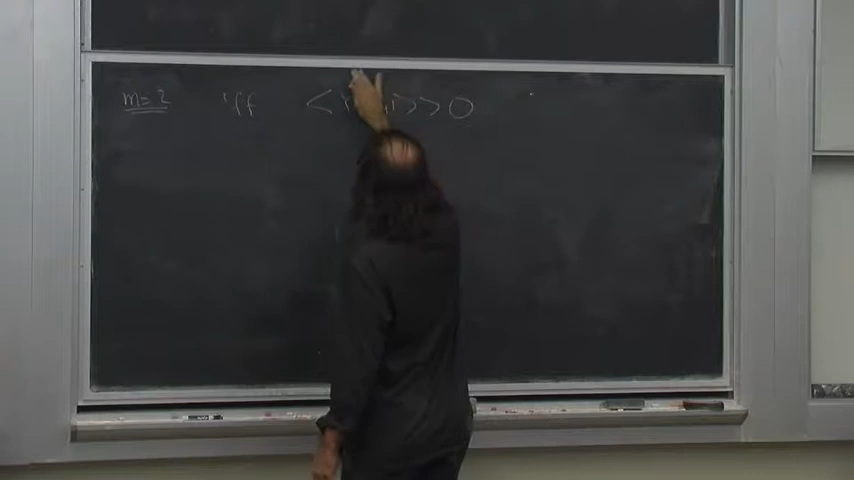 m=2 iff < > > 0